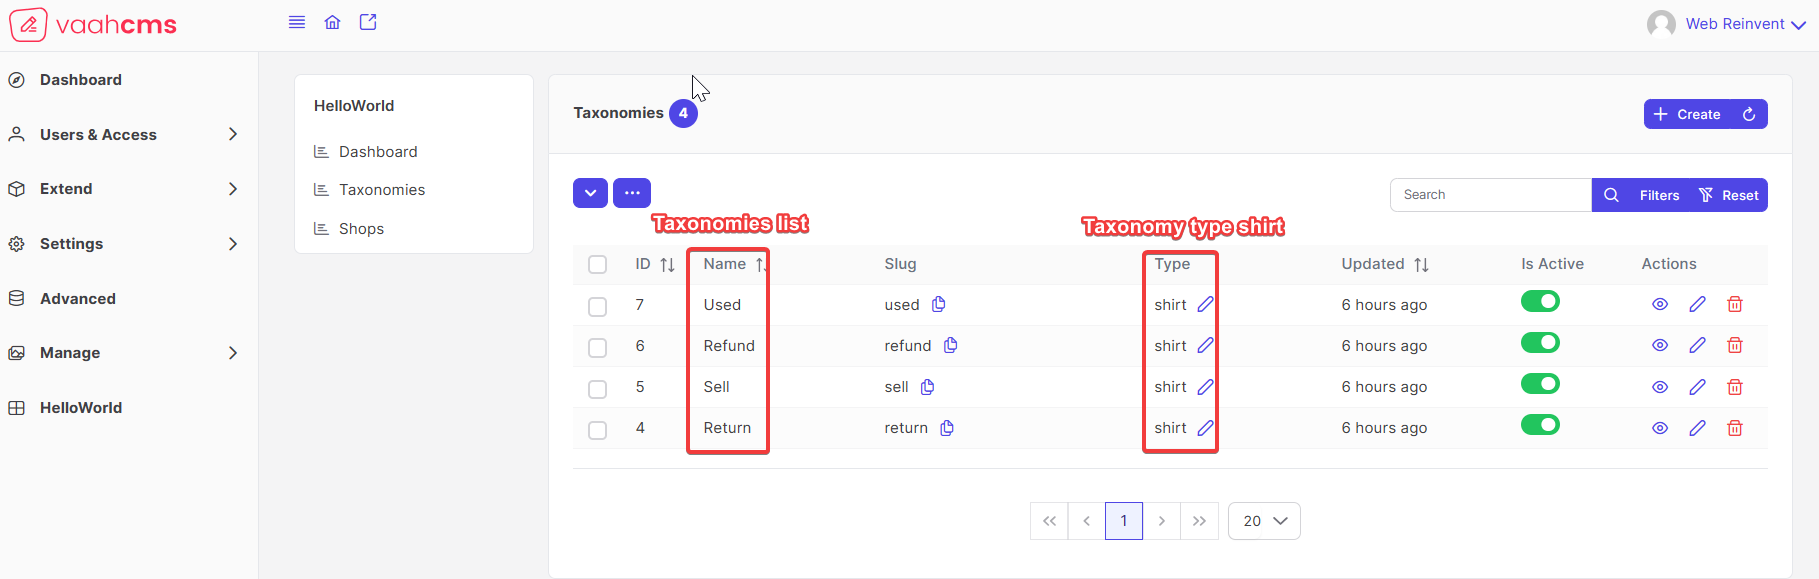 vaahcms
Web Reinvent
Dashboard
Users & Access
Extend
Settings
Advanced
Manage
HelloWorld
HelloWorld
Dashboard
Taxonomies
Shops
Taxonomies 4
Create
Search Filters Reset
Taxonomies list
Taxonomy type shirt
ID Name Slug Type Updated Is Active Actions
7 Used used shirt 6 hours ago
6 Refund refund shirt 6 hours ago
5 Sell sell shirt 6 hours ago
4 Return return shirt 6 hours ago
1 20